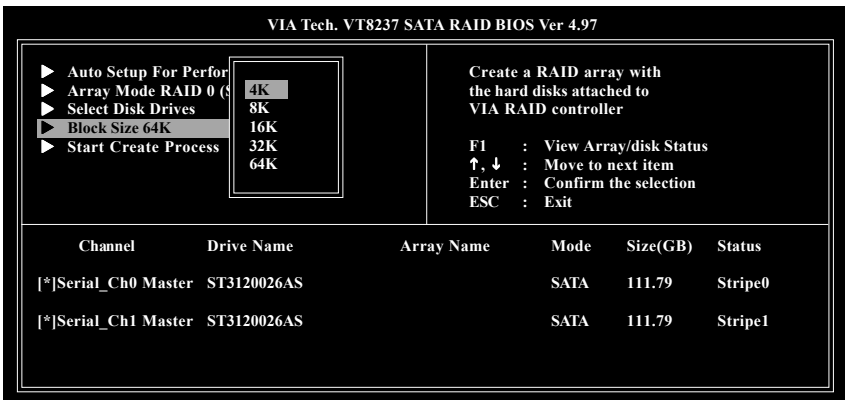 VIA Tech. VT8237 SATA RAID BIOS Ver 4.97
Auto Setup For Perfor
Array Mode RAID 0 (S
Select Disk Drives
Block Size 64K
Start Create Process
4K
8K
16K
32K
64K
Create a RAID array with
the hard disks attached to
VIA RAID controller
F1 : View Array/disk Status
↑, ↓ : Move to next item
Enter : Confirm the selection
ESC : Exit
Channel Drive Name Array Name Mode Size(GB) Status
[*]Serial_Ch0 Master ST3120026AS SATA 111.79 Stripe0
[*]Serial_Ch1 Master ST3120026AS SATA 111.79 Stripe1